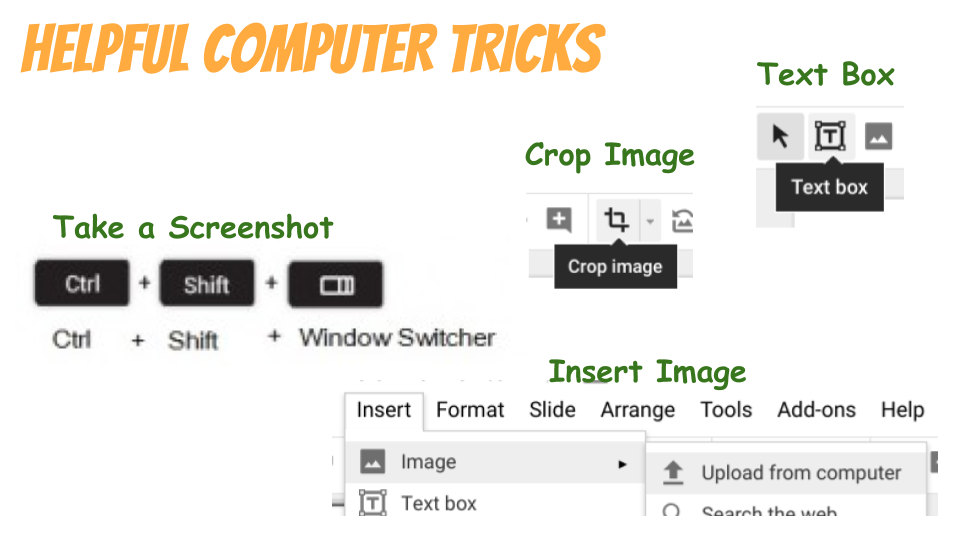 HELPFUL COMPUTER TRICKS
Text Box
Text box
Crop Image
Crop image
Take a Screenshot
Ctrl + Shift +
Ctrl + Shift + Window Switcher
Insert Image
Insert Format Slide Arrange Tools Add-ons Help
Image
Upload from computer
Text box
Search the web